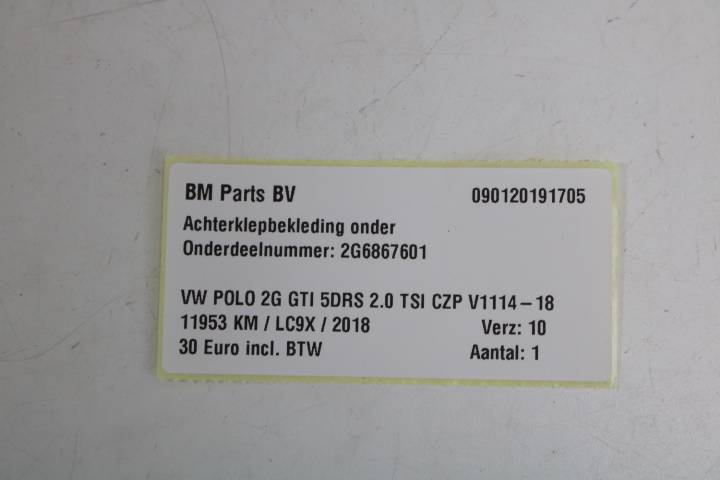 BM Parts BV 090120191705
Achterklepbekleding onder
Onderdeelnummer: 2G6867601
VW POLO 2G GTI 5DRS 2.0 TSI CZP V1114-18
11953 KM / LC9X / 2018 Verz: 10
30 Euro incl. BTW Aantal: 1